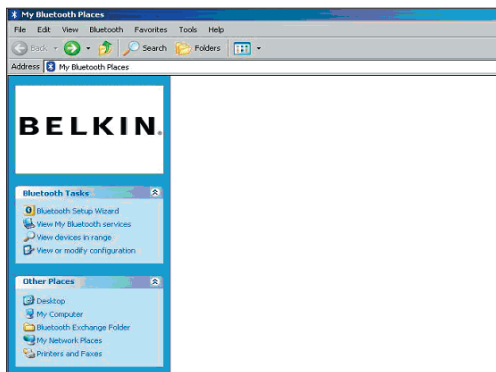 My Bluetooth Places
File Edit View Bluetooth Favorites Tools Help
Back Search Folders
Address My Bluetooth Places
BELKIN.
Bluetooth Tasks
Bluetooth Setup Wizard
View My Bluetooth services
View devices in range
View or modify configuration
Other Places
Desktop
My Computer
Bluetooth Exchange Folder
My Network Places
Printers and Faxes